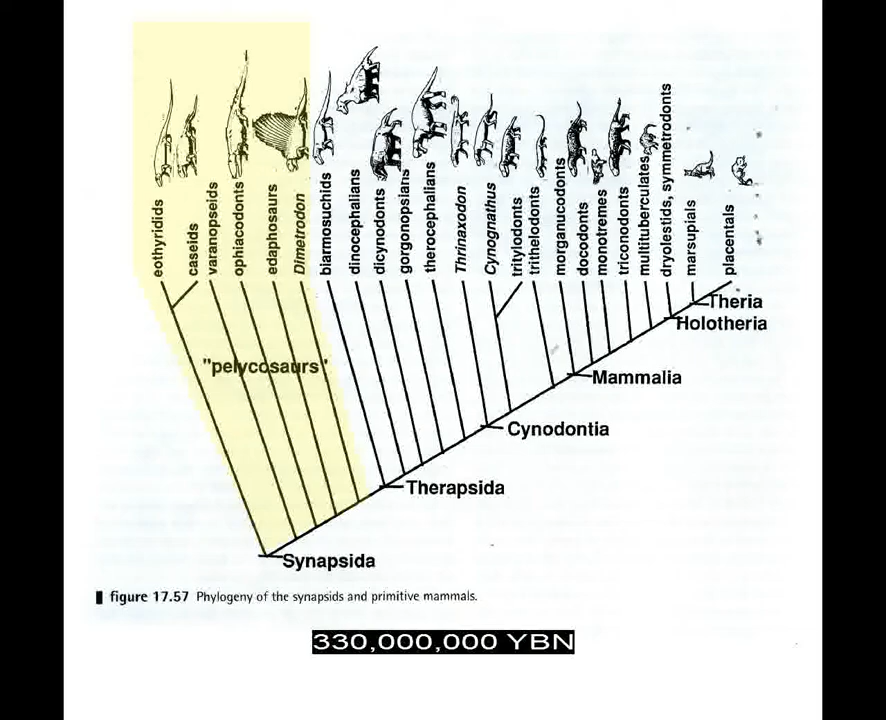 eothyridids
caseids
varanopseids
ophiacodonts
edaphosaurs
Dimetrodon
biarmosuchids
dinocephalians
dicynodonts
gorgonopsians
therocephalians
Thrinaxodon
Cynognathus
tritylodonts
trithelodonts
morganucodonts
docodonts
monotremes
triconodonts
multituberculates
dryolestids, symmetrodonts
marsupials
placentals
Theria
Holotheria
"pelycosaurs"
Mammalia
Cynodontia
Therapsida
Synapsida
figure 17.57 Phylogeny of the synapsids and primitive mammals.
330,000,000 YBN